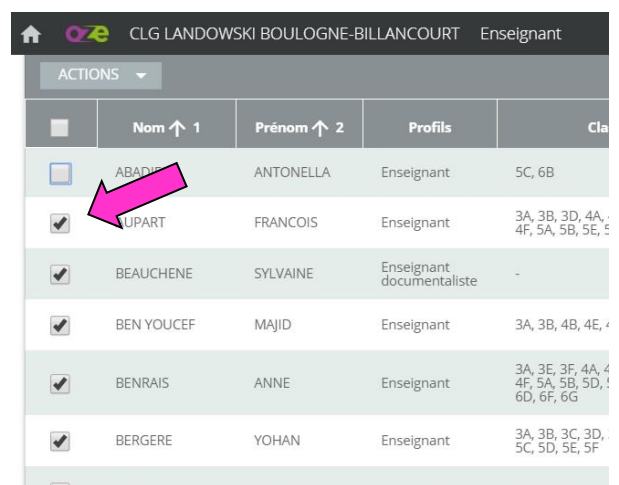 oze CLG LANDOWSKI BOULOGNE-BILLANCOURT Enseignant
ACTIONS
Nom ↑ 1 Prénom ↑ 2 Profils
ANTONELLA Enseignant 5C, 6B
FRANCOIS Enseignant 3A, 3B, 3D, 4A,
4F, 5A, 5B, 5E,
BEAUCHENE SYLVAINE Enseignant documentaliste -
BEN YOUCEF MAJID Enseignant 3A, 3B, 4B, 4E,
BENRAIS ANNE Enseignant 3A, 3E, 3F, 4A,
4F, 5A, 5B, 5D,
6D, 6F, 6G
BERGERE YOHAN Enseignant 3A, 3B, 3C, 3D,
5C, 5D, 5E, 5F